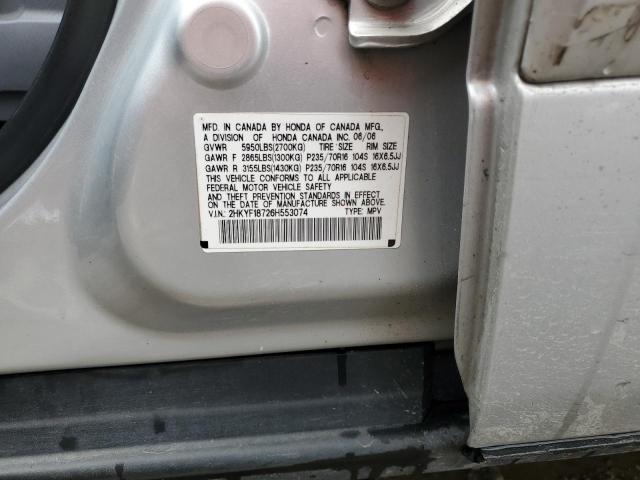 MFD. IN CANADA BY HONDA OF CANADA MFG.,
A DIVISION OF HONDA CANADA INC. 06/06
GVWR 5950LBS(2700KG) TIRE SIZE RIM SIZE
GAWR F 2865LBS(1300KG) P235/70R16 104S 16X6.5JJ
GAWR R 3155LBS(1430KG) P235/70R16 104S 16X6.5JJ
THIS VEHICLE CONFORMS TO ALL APPLICABLE
FEDERAL MOTOR VEHICLE SAFETY
AND THEFT PREVENTION STANDARDS IN EFFECT ON
THE DATE OF MANUFACTURE SHOWN ABOVE.
V.I.N.: 2HKYF18726H553074 TYPE: MPV